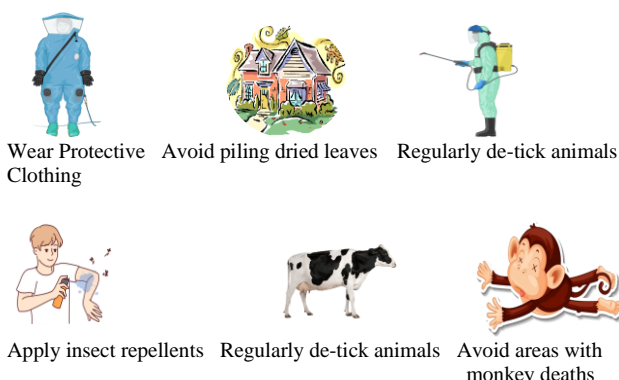 Wear Protective Avoid piling dried leaves Regularly de-tick animals
Clothing
Apply insect repellents Regularly de-tick animals Avoid areas with
monkey deaths